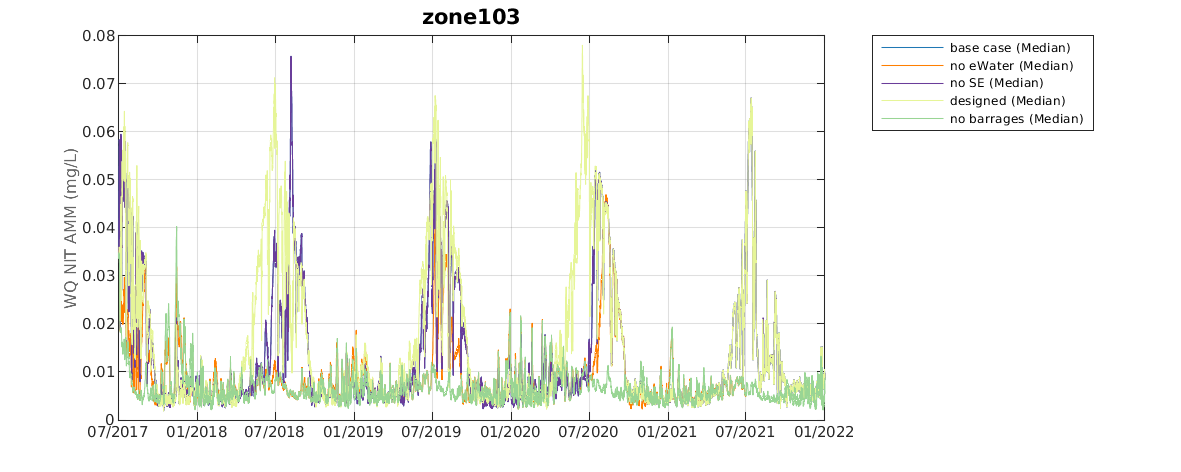 zone103
WQ NIT AMM (mg/L)
0.08
0.07
0.06
0.05
0.04
0.03
0.02
0.01
0
07/2017 01/2018 07/2018 01/2019 07/2019 01/2020 07/2020 01/2021 07/2021 01/2022
base case (Median)
no eWater (Median)
no SE (Median)
designed (Median)
no barrages (Median)